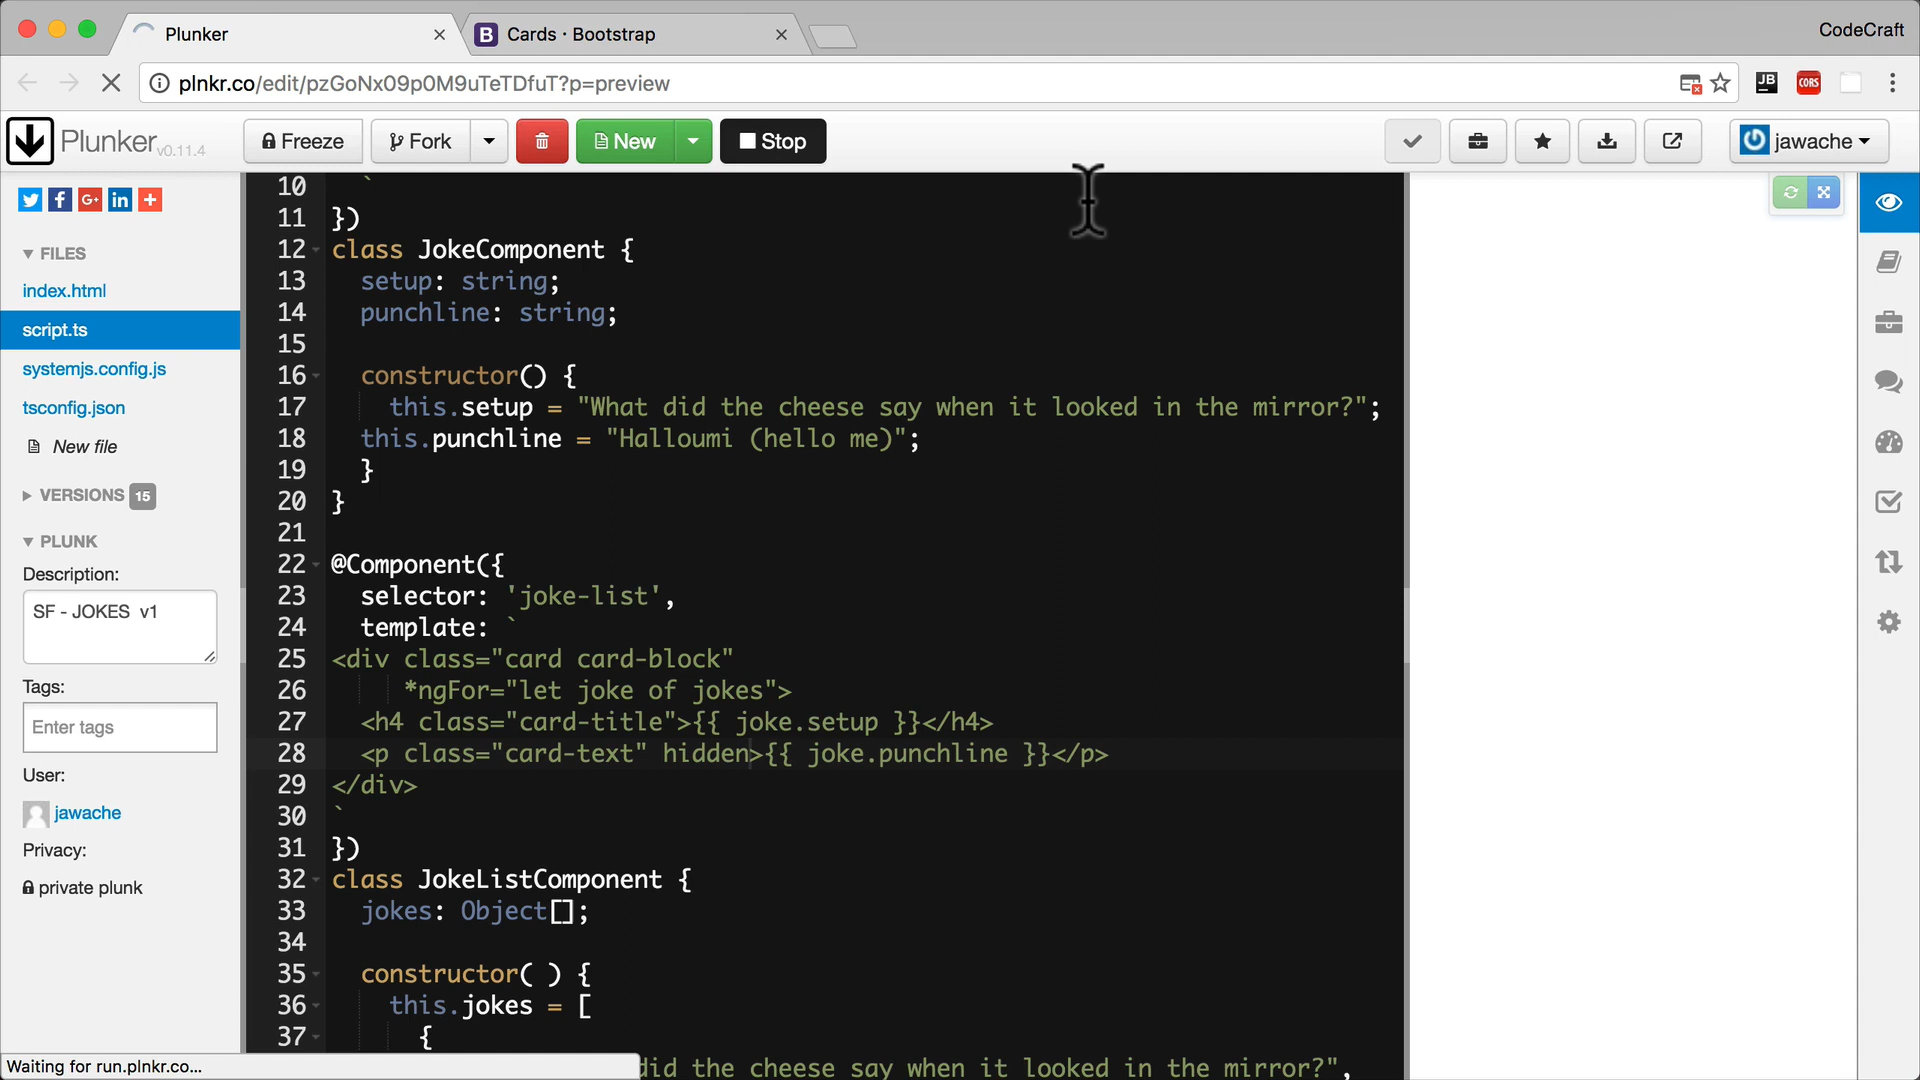 Plunker
Cards · Bootstrap
CodeCraft
plnkr.co/edit/pzGoNx09p0M9uTeTDfuT?p=preview
JB
CORS
Plunker v0.11.4
Freeze
Fork
New
Stop
jawache
FILES
index.html
script.ts
systemjs.config.js
tsconfig.json
New file
VERSIONS 15
PLUNK
Description:
SF - JOKES v1
Tags:
Enter tags
User:
jawache
Privacy:
private plunk
10 `
11 })
12 class JokeComponent {
13 setup: string;
14 punchline: string;
15
16 constructor() {
17 this.setup = "What did the cheese say when it looked in the mirror?";
18 this.punchline = "Halloumi (hello me)";
19 }
20 }
21
22 @Component({
23 selector: 'joke-list',
24 template: `
25 <div class="card card-block"
26 *ngFor="let joke of jokes">
27 <h4 class="card-title">{{ joke.setup }}</h4>
28 <p class="card-text" hidden>{{ joke.punchline }}</p>
29 </div>
30 `
31 })
32 class JokeListComponent {
33 jokes: Object[];
34
35 constructor( ) {
36 this.jokes = [
37 {
did the cheese say when it looked in the mirror?",
Waiting for run.plnkr.co...